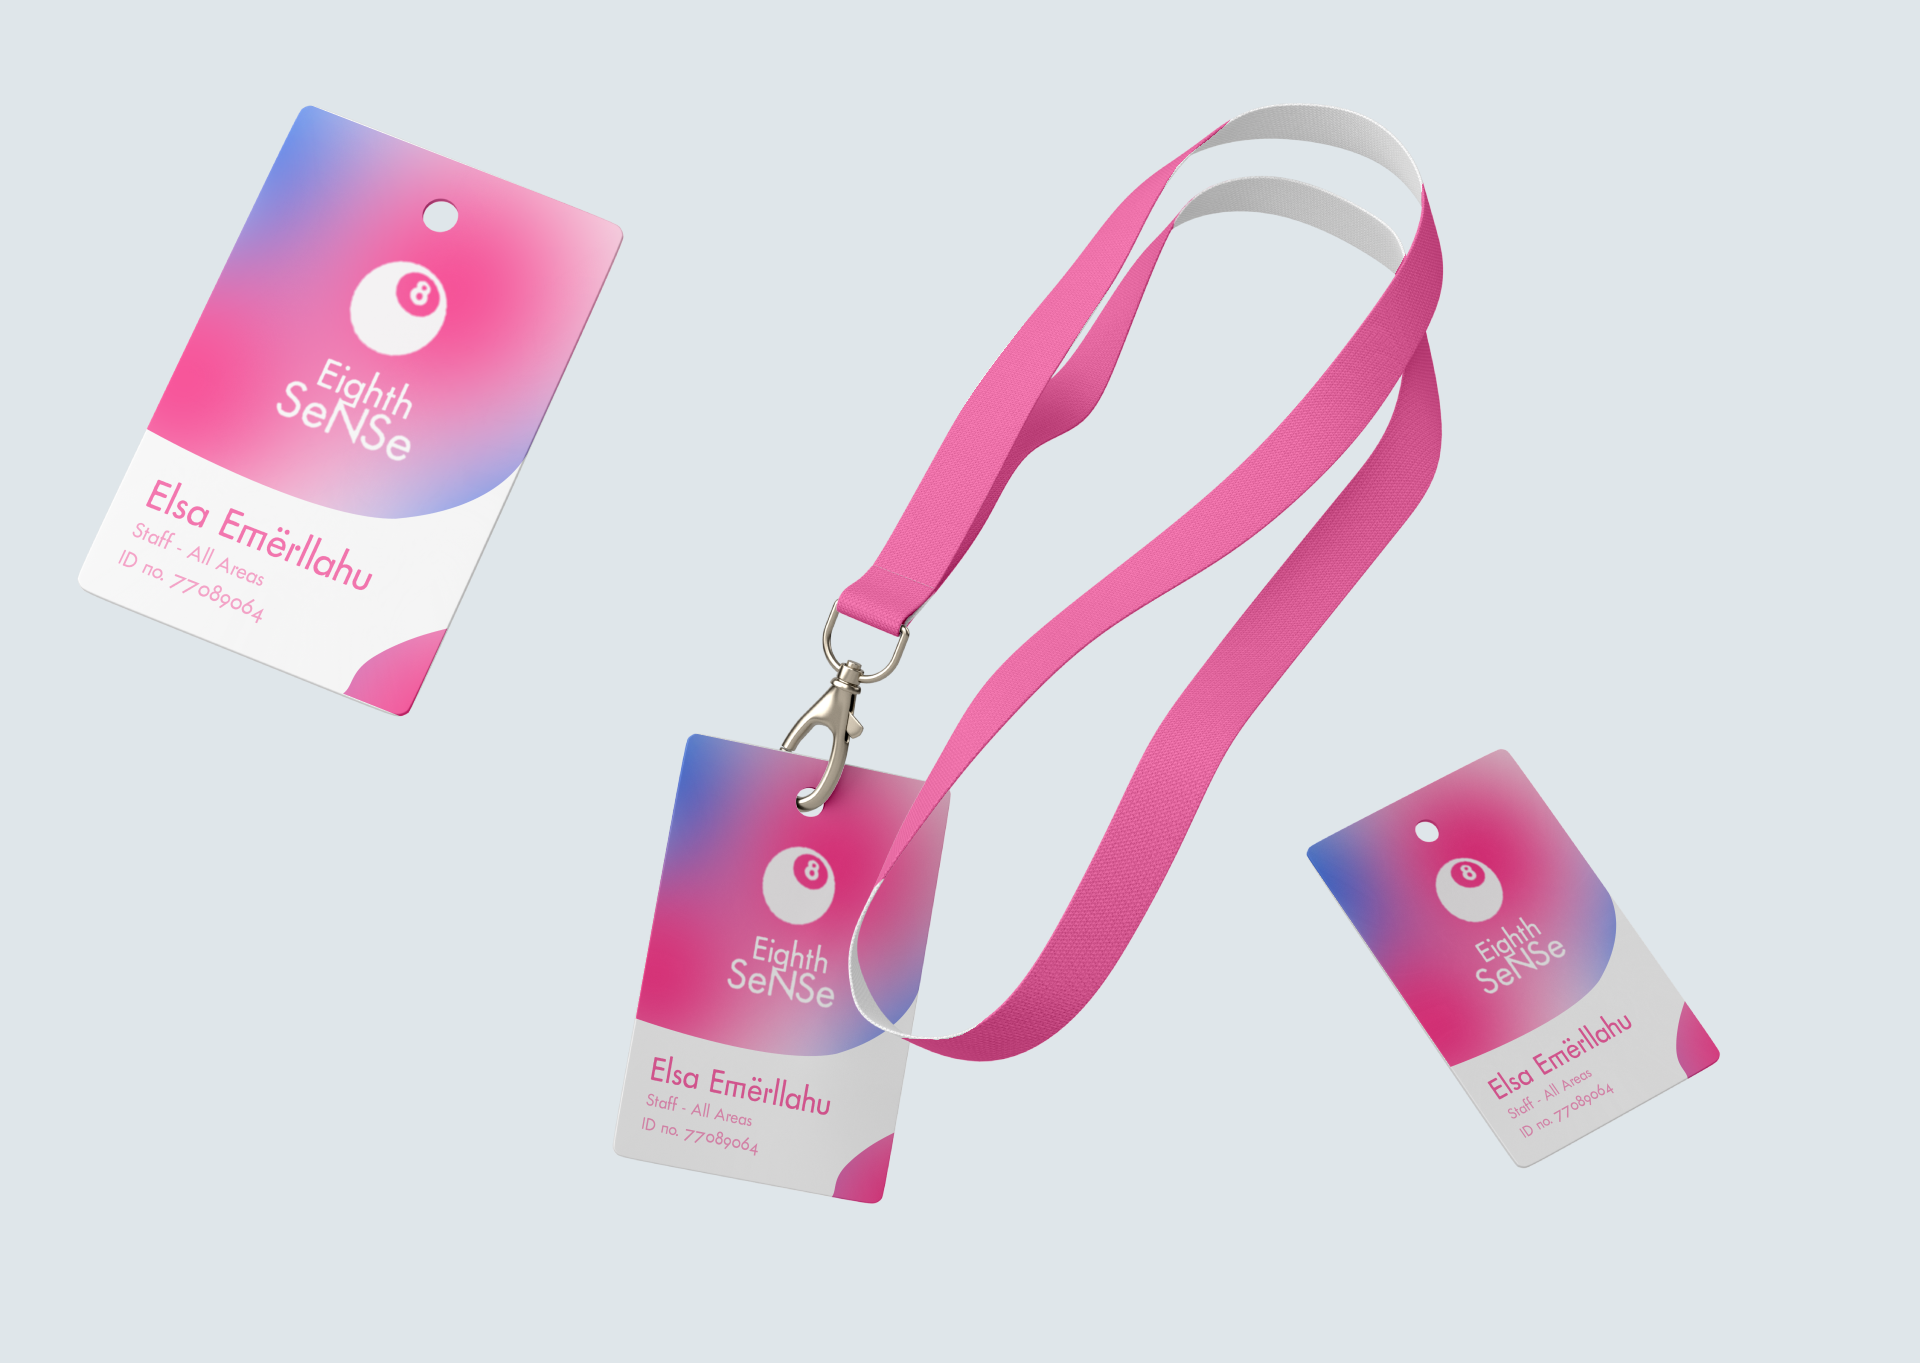 8
Eighth
SeNSe
Elsa Emërllahu
Staff - All Areas
ID no. 77089064
8
Eighth
SeNSe
Elsa Emërllahu
Staff - All Areas
ID no. 77089064
8
Eighth
SeNSe
Elsa Emërllahu
Staff - All Areas
ID no. 77089064